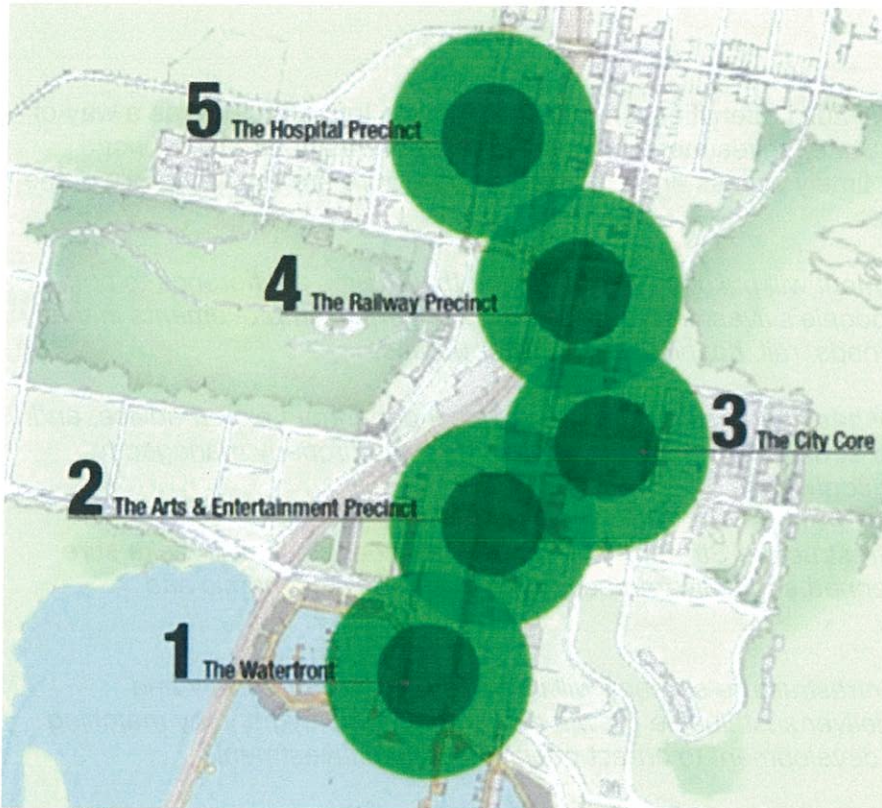 5 The Hospital Precinct
4 The Railway Precinct
3 The City Core
2 The Arts & Entertainment Precinct
1 The Waterfront